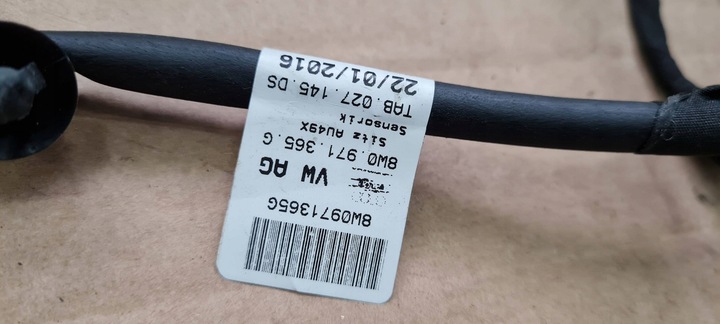 8W0971365G
VW AG
8W0.971.365.G
Sitz AU49X
Sensorik
TAB.027.145.DS
22/01/2016